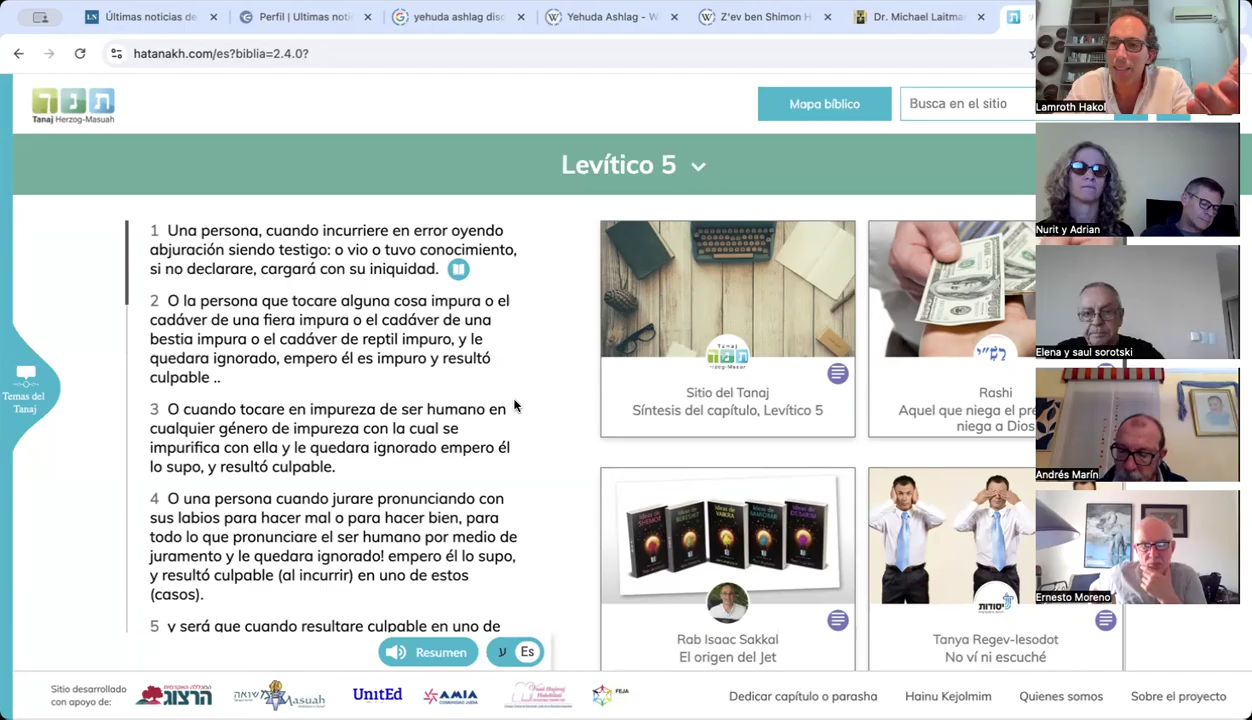 Últimas noticias de
Perfil | Ultimas noti
yehuda ashlag disc
Yehuda Ashlag - W
Z'ev ben Shimon H
Dr. Michael Laitma
hatanakh.com/es?biblia=2.4.0?
תנך
Tanaj Herzog-Masuah
Mapa bíblico
Busca en el sitio
Levítico 5
1 Una persona, cuando incurriere en error oyendo
abjuración siendo testigo: o vio o tuvo conocimiento,
si no declarare, cargará con su iniquidad.
2 O la persona que tocare alguna cosa impura o el
cadáver de una fiera impura o el cadáver de una
bestia impura o el cadáver de reptil impuro, y le
quedara ignorado, empero él es impuro y resultó
culpable ..
3 O cuando tocare en impureza de ser humano en
cualquier género de impureza con la cual se
impurifica con ella y le quedara ignorado empero él
lo supo, y resultó culpable.
4 O una persona cuando jurare pronunciando con
sus labios para hacer mal o para hacer bien, para
todo lo que pronunciare el ser humano por medio de
juramento y le quedara ignorado! empero él lo supo,
y resultó culpable (al incurrir) en uno de estos
(casos).
5 y será que cuando resultare culpable en uno de
Resumen
ע Es
Temas del
Tanaj
Sitio del Tanaj
Síntesis del capítulo, Levítico 5
רש"י
Rashi
Aquel que niega el pre
niega a Dios
Rab Isaac Sakkal
El origen del Jet
יסודות
Tanya Regev-Iesodot
No ví ni escuché
Lamroth Hakol
Nurit y Adrian
Elena y saul sorotski
Andrés Marín
Ernesto Moreno
Sitio desarrollado
con apoyo de:
הרצוג
Masuah
UnitEd
AMIA
COMUNIDAD JUDÍA
FEJA
Dedicar capítulo o parasha
Hainu Kejolmim
Quienes somos
Sobre el proyecto